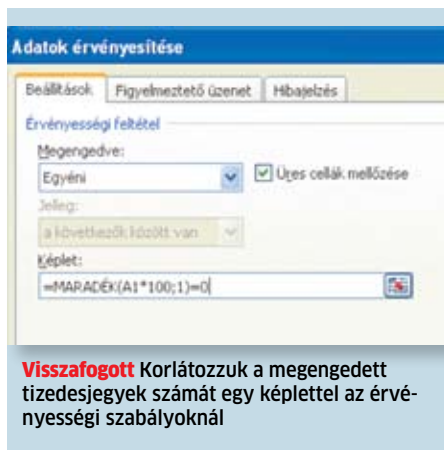 Adatok érvényesítése
Beállítások
Figyelmeztető üzenet
Hibajelzés
Érvényességi feltétel
Megengedve:
Egyéni
Üres cellák mellőzése
Jelleg:
a következők között van
Képlet:
=MARADÉK(A1*100;1)=0
Visszafogott Korlátozzuk a megengedett
tizedesjegyek számát egy képlettel az érvé-
nyességi szabályoknál